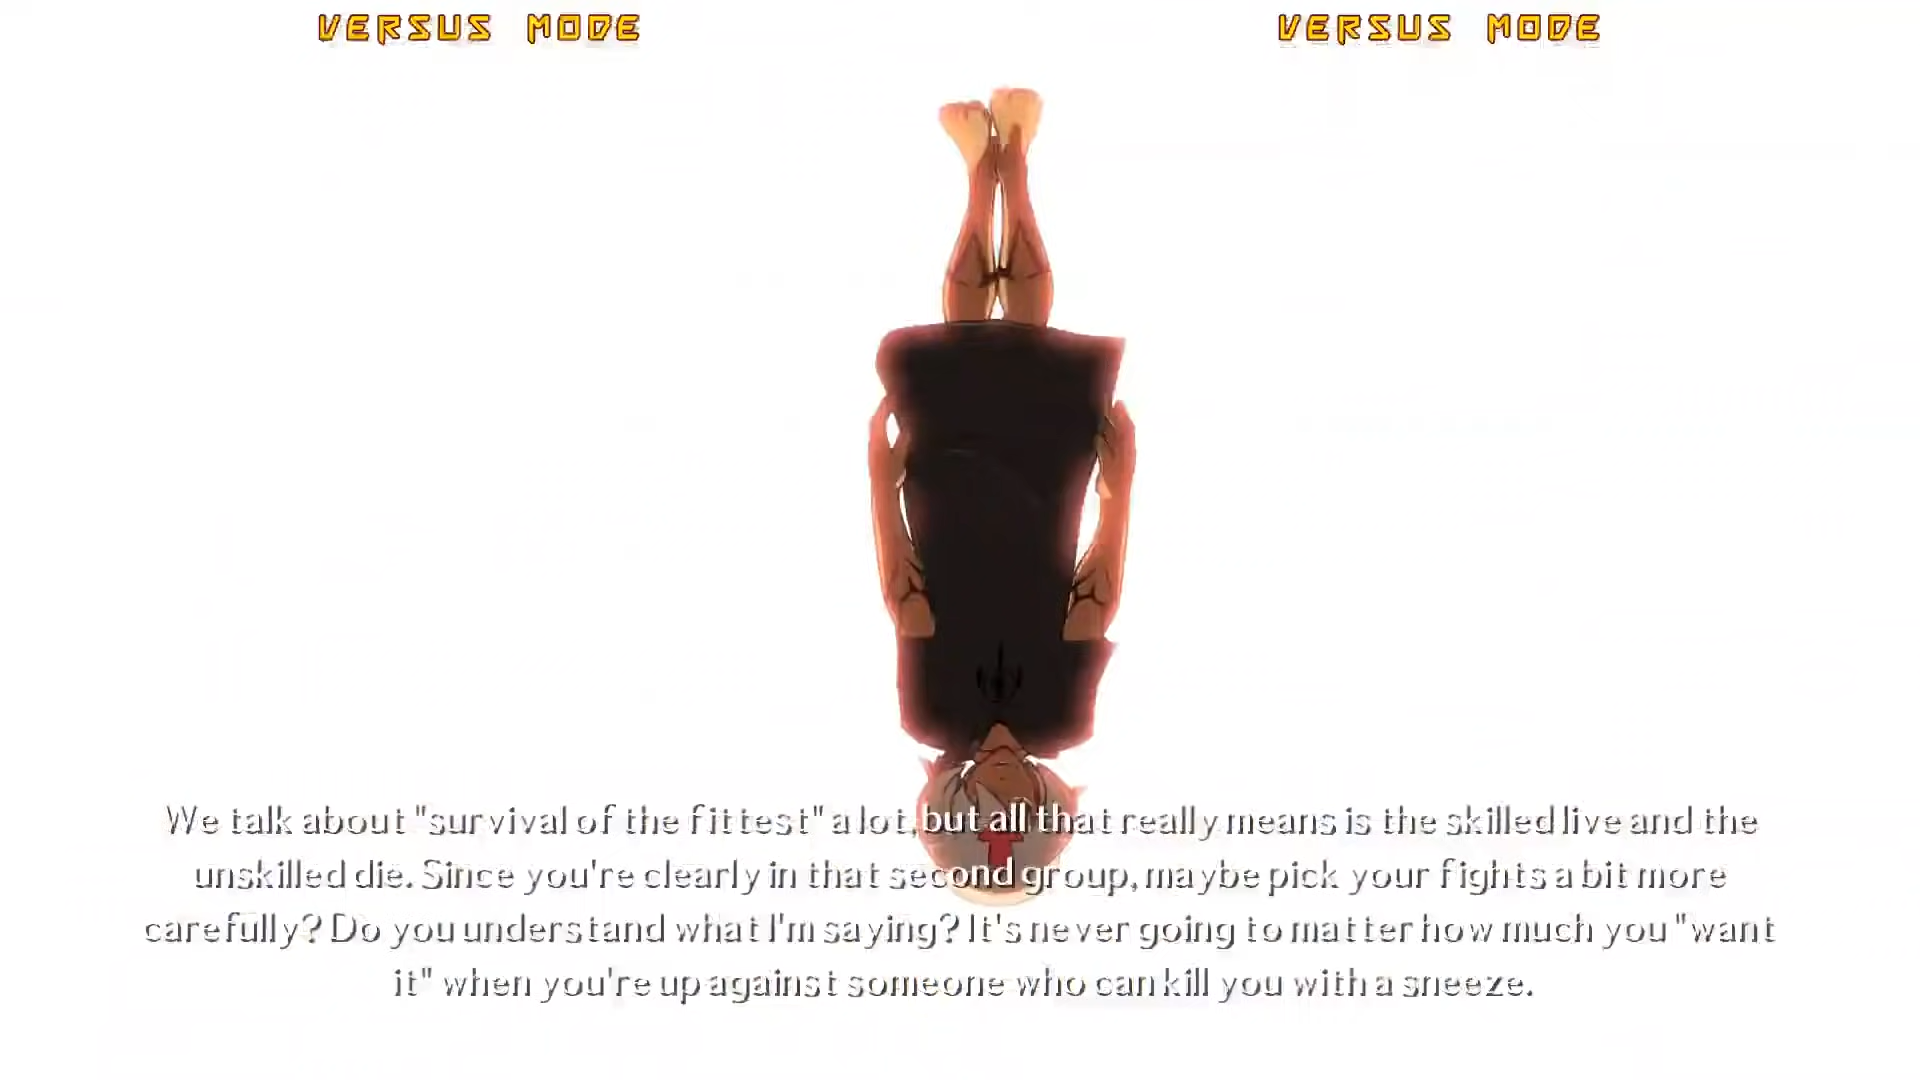 VERSUS MODE VERSUS MODE
We talk about "survival of the fittest" a lot, but all that really means is the skilled live and the
unskilled die. Since you're clearly in that second group, maybe pick your fights a bit more
carefully? Do you understand what I'm saying? It's never going to matter how much you "want
it" when you're up against someone who can kill you with a sneeze.